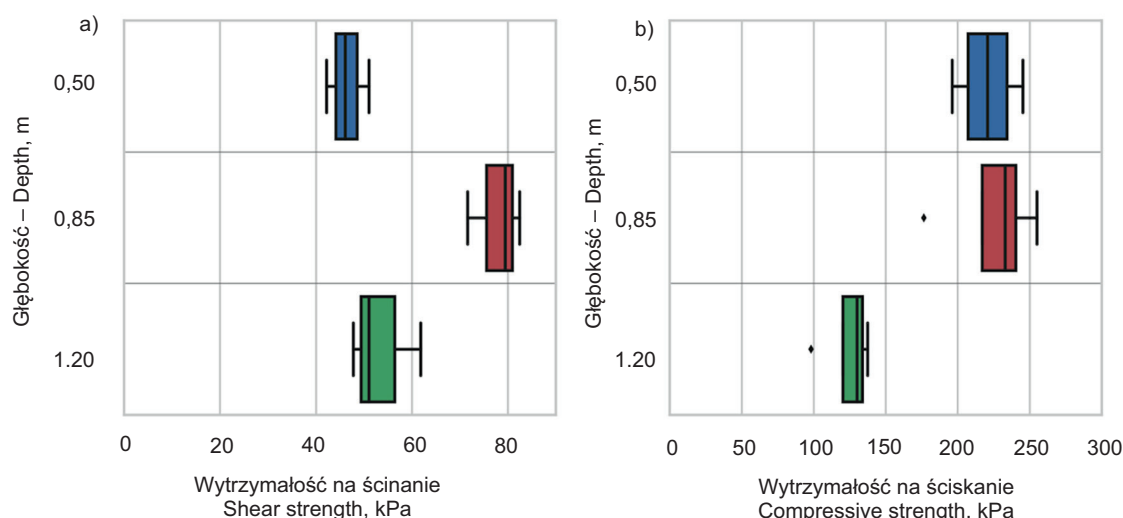 a)
Głębokość – Depth, m
0,50
0,85
1.20
0 20 40 60 80
Wytrzymałość na ścinanie
Shear strength, kPa
b)
Głębokość – Depth, m
0,50
0,85
1.20
0 50 100 150 200 250 300
Wytrzymałość na ściskanie
Compressive strength, kPa